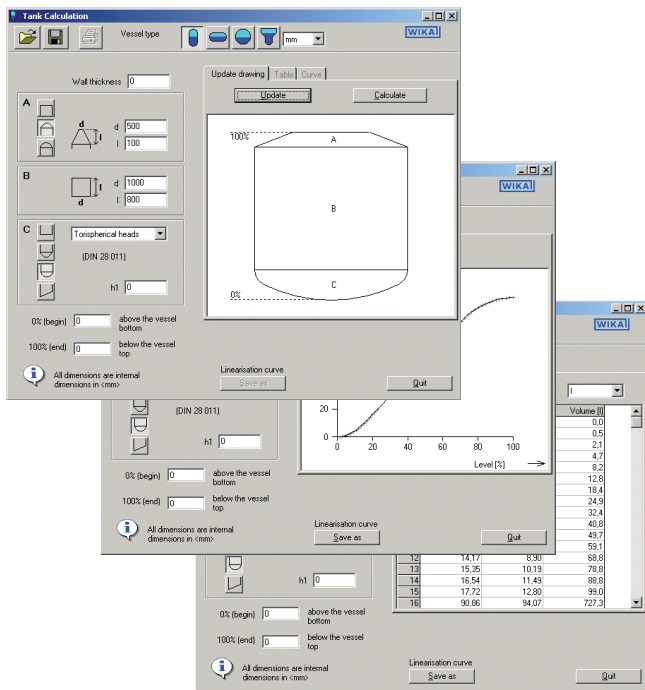 Tank Calculation
Vessel type
mm
WIKA
Wall thickness 0
Update drawing Table Curve
Update Calculate
A
d
l
d 500
l 100
100%
A
B
C
0%
B
l
d
d 1000
l 800
C
Torispherical heads
(DIN 28 011)
h1 0
0% (begin) 0 above the vessel
bottom
100% (end) 0 below the vessel
top
i
All dimensions are internal
dimensions in <mm>
Linearisation curve
Save as
Quit
WIKA
20
0
0 20 40 60 80 100
Level [%]
(DIN 28 011)
h1 0
0% (begin) 0 above the vessel
bottom
100% (end) 0 below the vessel
top
i
All dimensions are internal
dimensions in <mm>
Linearisation curve
Save as
Quit
WIKA
l
Volume [l]
0,0
0,5
2,1
4,7
8,2
12,8
18,4
24,9
32,4
40,8
49,7
59,1
12 14,17 8,90 68,8
13 15,35 10,19 78,8
14 16,54 11,49 88,8
15 17,72 12,80 99,0
16 90,86 94,07 727,3
h1 0
0% (begin) 0 above the vessel
bottom
100% (end) 0 below the vessel
top
i
All dimensions are internal
dimensions in <mm>
Linearisation curve
Save as
Quit